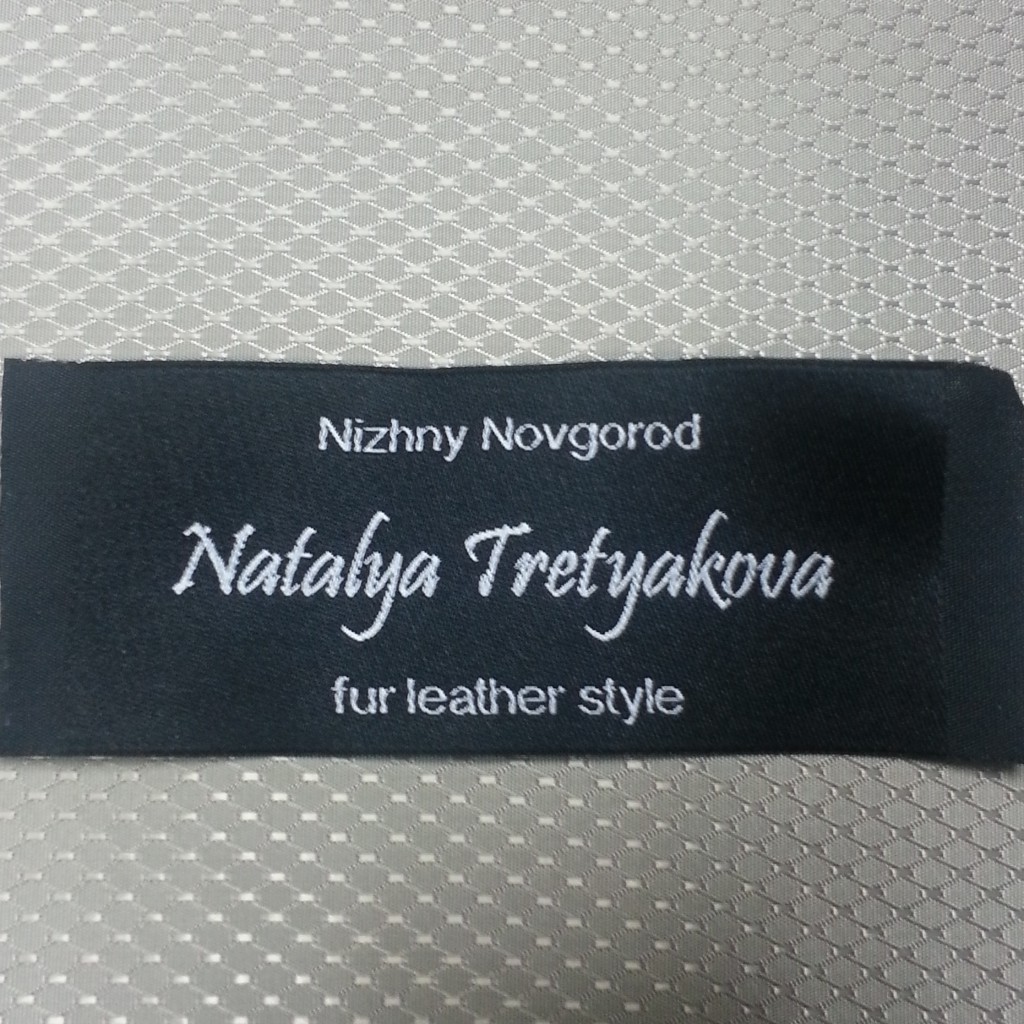 Nizhny Novgorod
Natalya Tretyakova
fur leather style